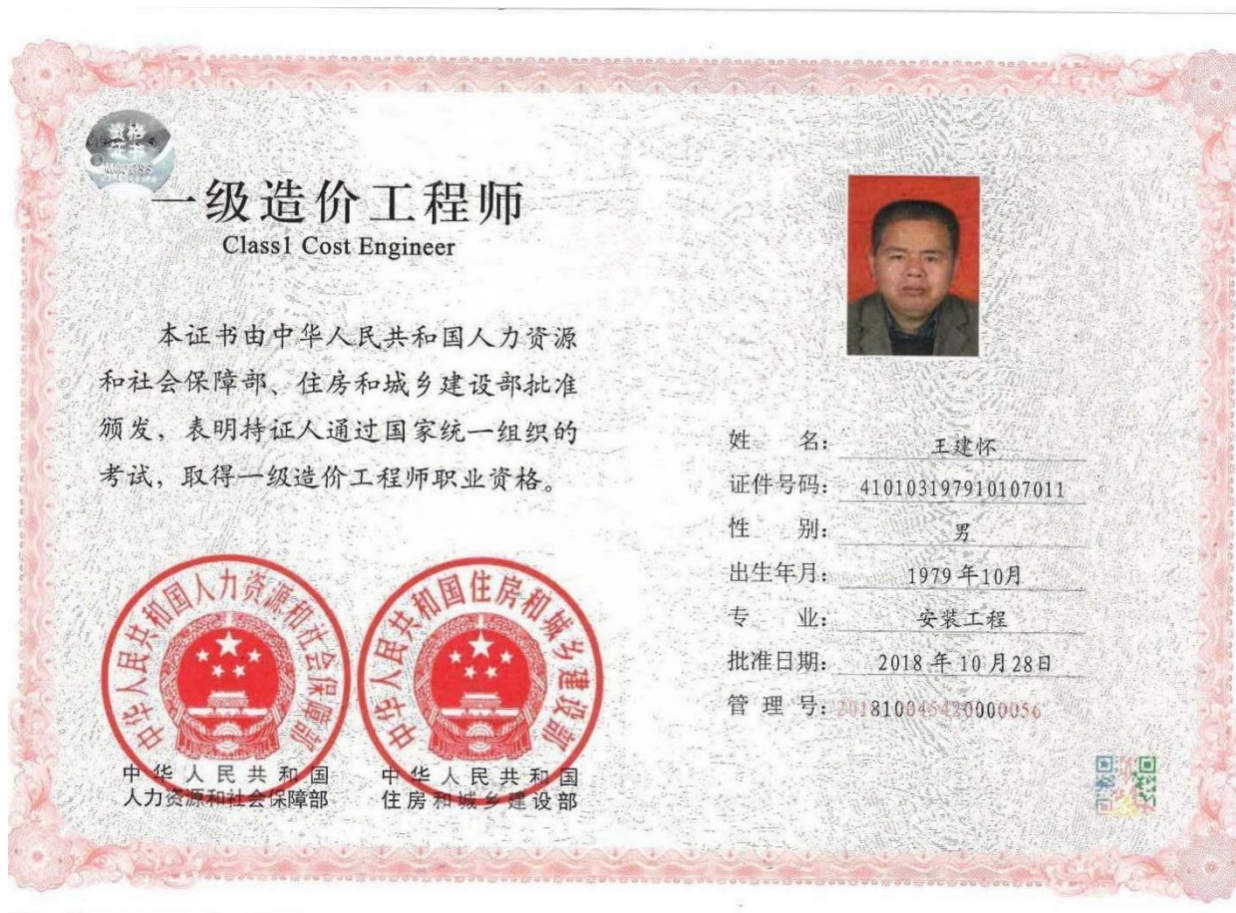 资格
证书
一级造价工程师
Class1 Cost Engineer
本证书由中华人民共和国人力资源
和社会保障部、住房和城乡建设部批准
颁发，表明持证人通过国家统一组织的
考试，取得一级造价工程师职业资格。
中华人民共和国人力资源和社会保障部
中华人民共和国住房和城乡建设部
中华人民共和国
人力资源和社会保障部
中华人民共和国
住房和城乡建设部
姓 名： 王建怀
证件号码： 410103197910107011
性 别： 男
出生年月： 1979年10月
专 业： 安装工程
批准日期： 2018年10月28日
管 理 号： 201810045420000056